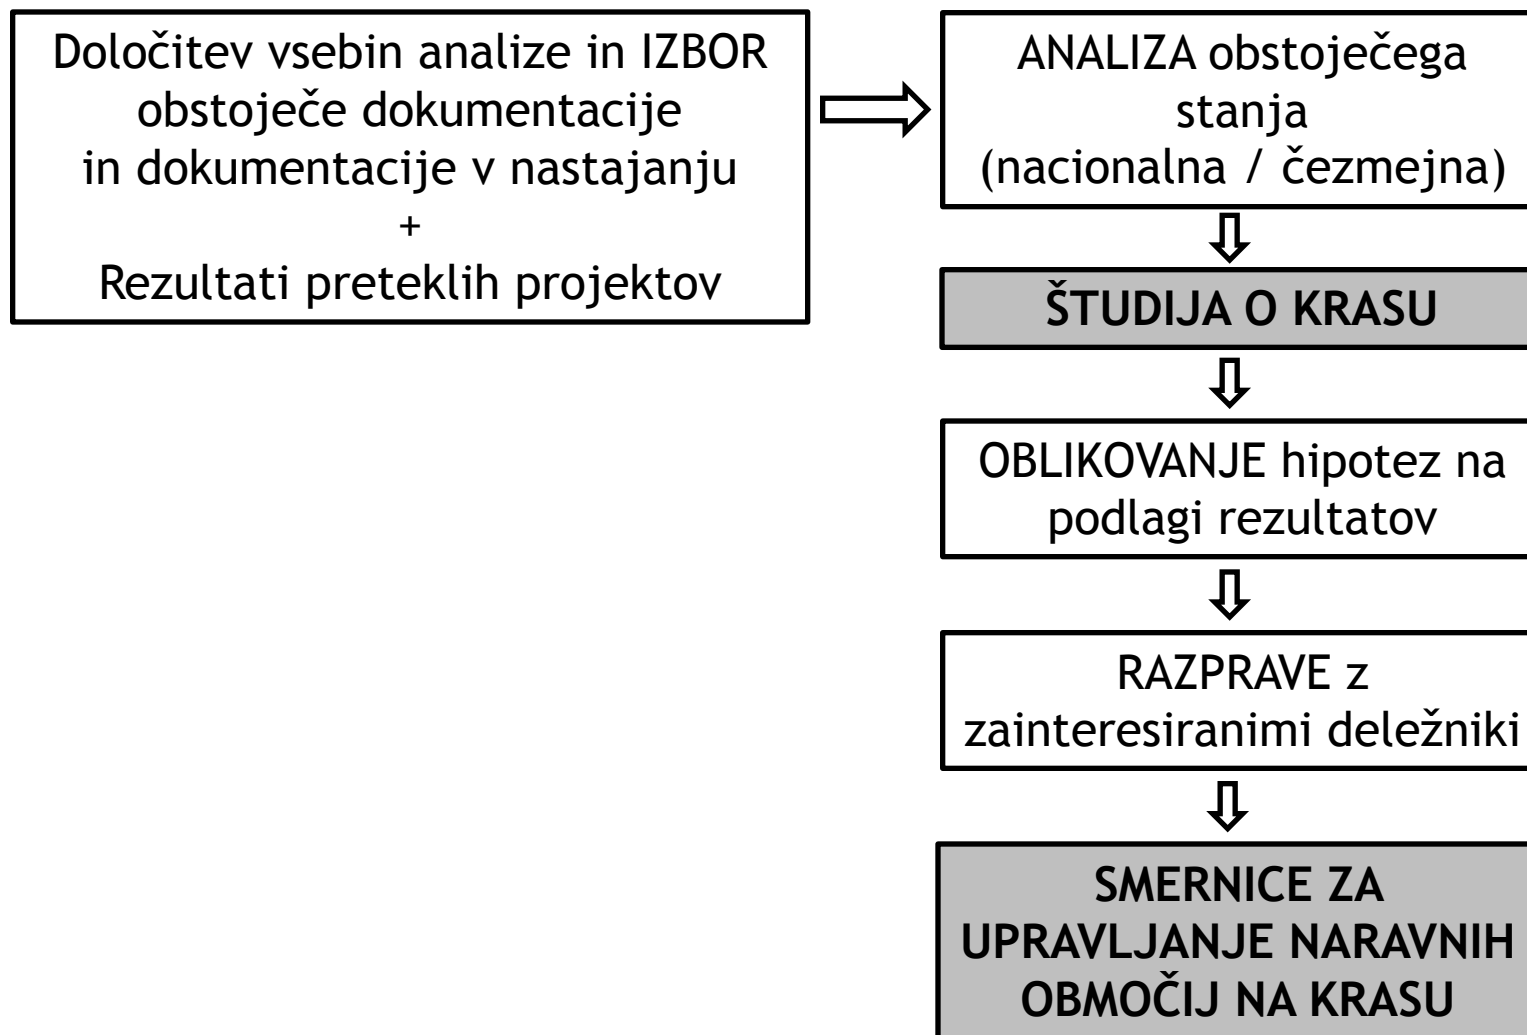 Določitev vsebin analize in IZBOR
obstoječe dokumentacije
in dokumentacije v nastajanju
+
Rezultati preteklih projektov
ANALIZA obstoječega
stanja
(nacionalna / čezmejna)
ŠTUDIJA O KRASU
OBLIKOVANJE hipotez na
podlagi rezultatov
RAZPRAVE z
zainteresiranimi deležniki
SMERNICE ZA
UPRAVLJANJE NARAVNIH
OBMOČIJ NA KRASU